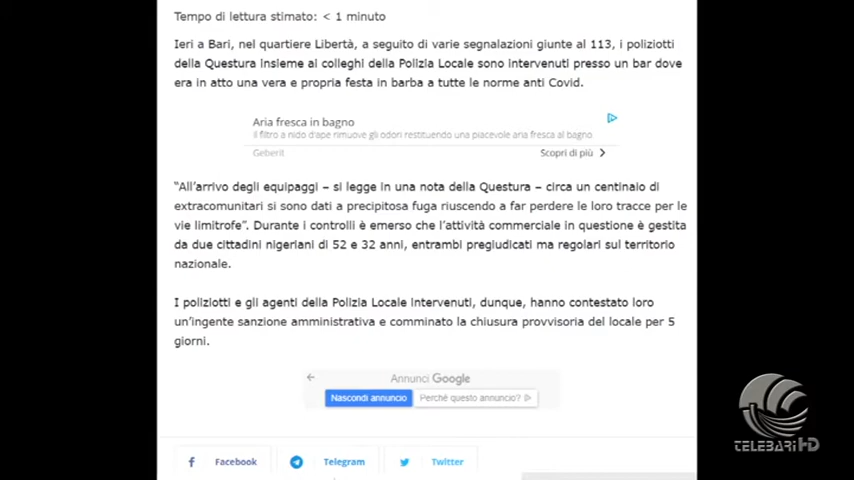 Tempo di lettura stimato: < 1 minuto
Ieri a Bari, nel quartiere Libertà, a seguito di varie segnalazioni giunte al 113, i poliziotti
della Questura insieme ai colleghi della Polizia Locale sono intervenuti presso un bar dove
era in atto una vera e propria festa in barba a tutte le norme anti Covid.
Aria fresca in bagno
Il filtro a nido d'ape rimuove gli odori restituendo una piacevole aria fresca al bagno
Geberit
Scopri di più
“All’arrivo degli equipaggi – si legge in una nota della Questura – circa un centinaio di
extracomunitari si sono dati a precipitosa fuga riuscendo a far perdere le loro tracce per le
vie limitrofe”. Durante i controlli è emerso che l’attività commerciale in questione è gestita
da due cittadini nigeriani di 52 e 32 anni, entrambi pregiudicati ma regolari sul territorio
nazionale.
I poliziotti e gli agenti della Polizia Locale intervenuti, dunque, hanno contestato loro
un’ingente sanzione amministrativa e comminato la chiusura provvisoria del locale per 5
giorni.
Annunci Google
Nascondi annuncio
Perché questo annuncio?
Facebook
Telegram
Twitter
TELEBARI HD